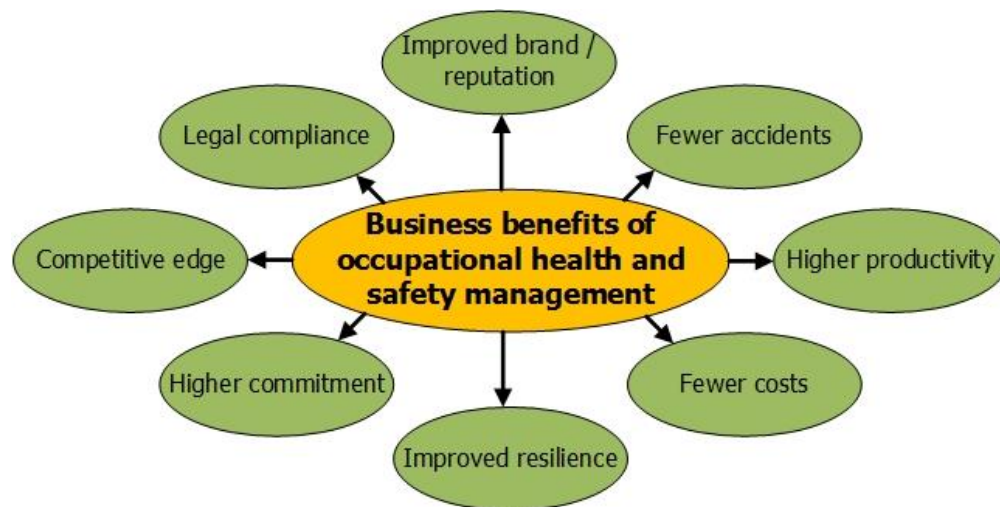 Improved brand /
reputation
Legal compliance
Fewer accidents
Business benefits of
occupational health and
safety management
Competitive edge
Higher productivity
Higher commitment
Fewer costs
Improved resilience